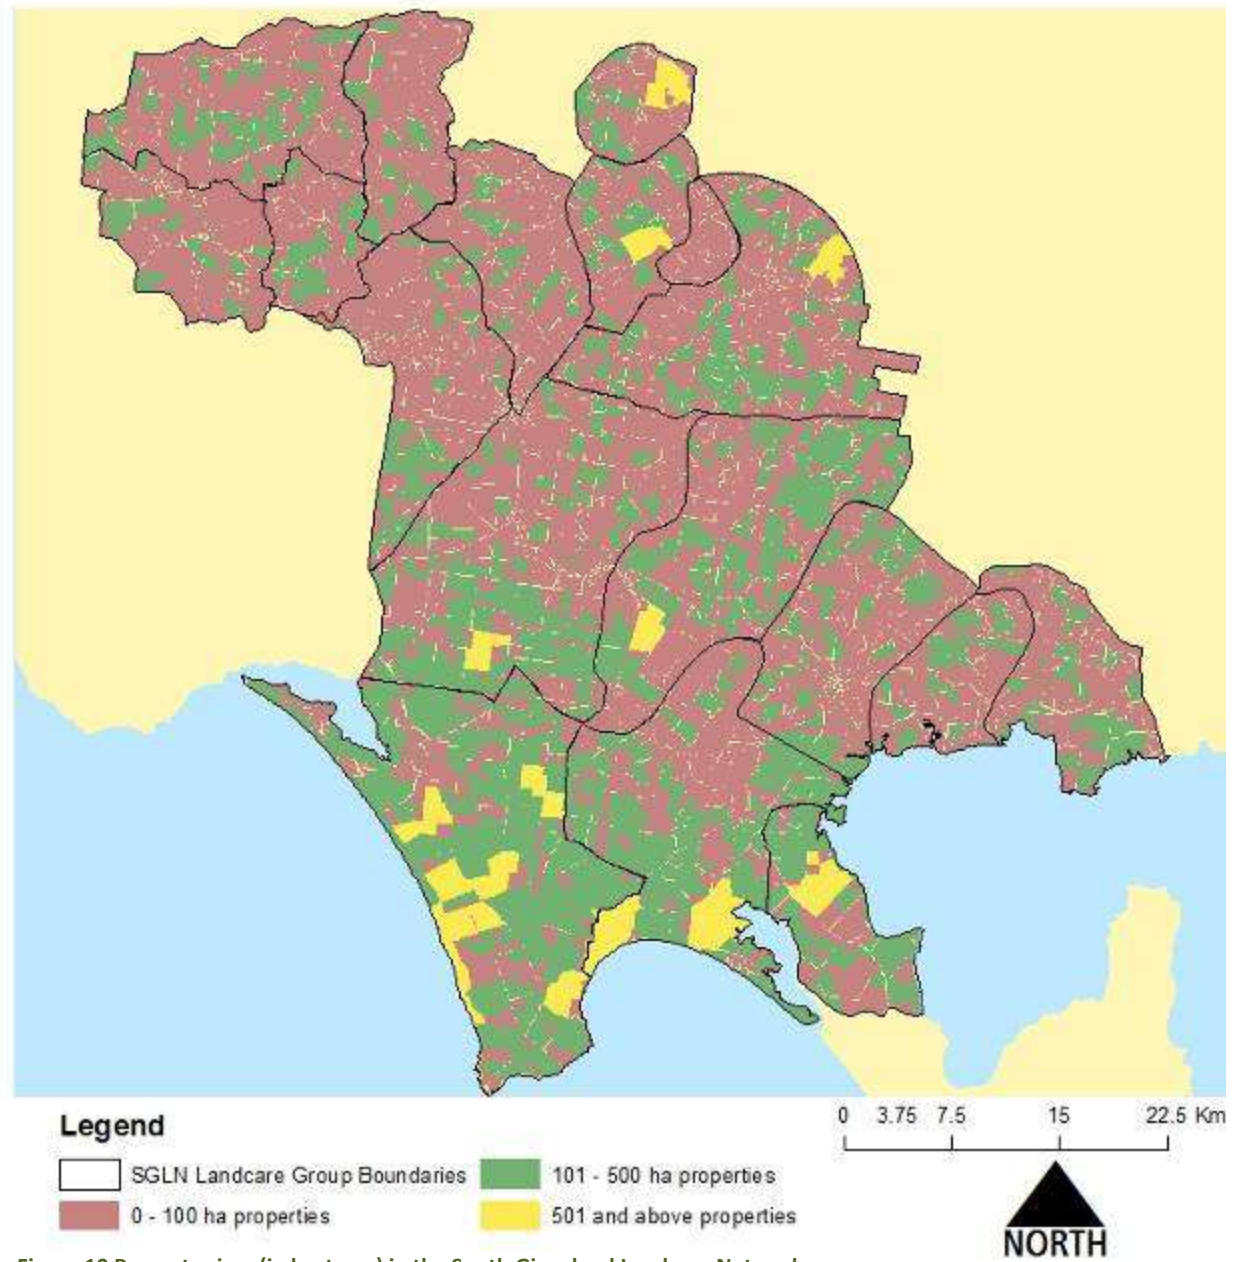 Legend
SGLN Landcare Group Boundaries
0 - 100 ha properties
101 - 500 ha properties
501 and above properties
0 3.75 7.5 15 22.5 Km
NORTH